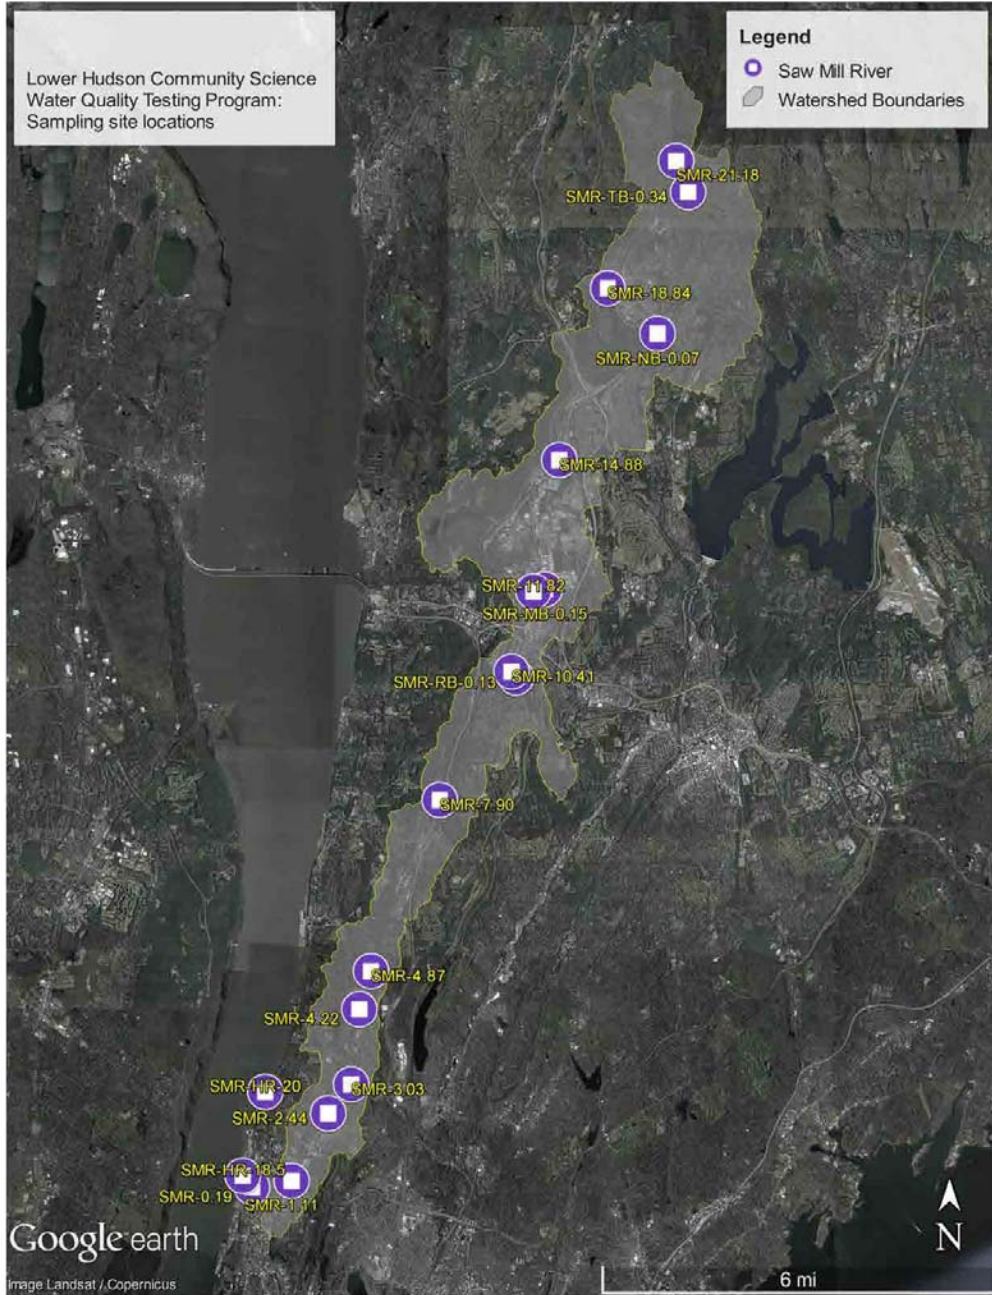 Lower Hudson Community Science
Water Quality Testing Program:
Sampling site locations
Legend
Saw Mill River
Watershed Boundaries
SMR-21.18
SMR-TB-0.34
SMR-18.84
SMR-NB-0.07
SMR-14.88
SMR-11.82
SMR-MB-0.15
SMR-10.41
SMR-RB-0.13
SMR-7.90
SMR-4.87
SMR-4.22
SMR-HR-20
SMR-3.03
SMR-2.44
SMR-HR-18.5
SMR-0.19
SMR-1.11
Google earth
N
Image Landsat / Copernicus
6 mi